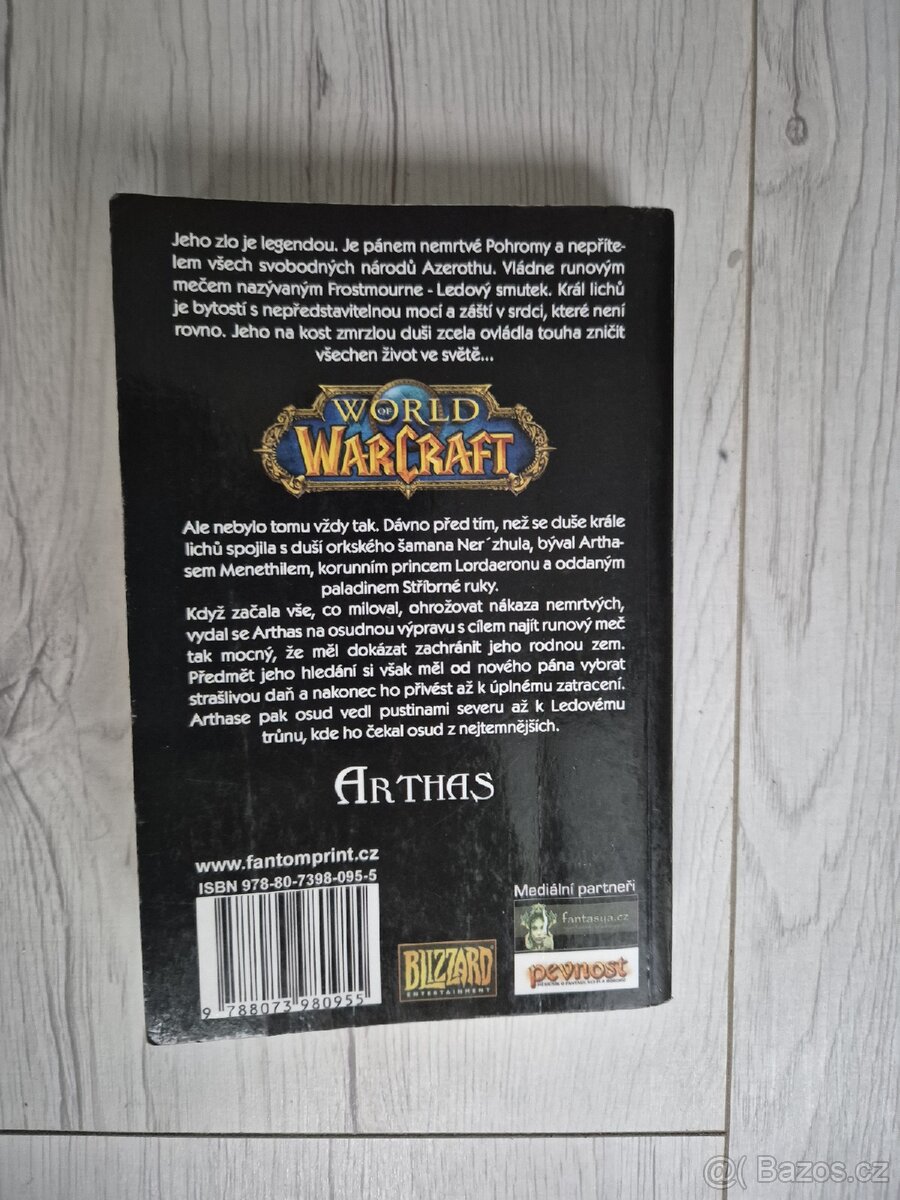 Jeho zlo je legendou. Je pánem nemrtvé Pohromy a nepříte-
lem všech svobodných národů Azerothu. Vládne runovým
mečem nazývaným Frostmourne - Ledový smutek. Král lichů
je bytostí s nepředstavitelnou mocí a záští v srdci, které není
rovno. Jeho na kost zmrzlou duši zcela ovládla touha zničit
všechen život ve světě...
WORLD
OF
WARCRAFT
Ale nebylo tomu vždy tak. Dávno před tím, než se duše krále
lichů spojila s duší orkského šamana Ner´zhula, býval Artha-
sem Menethilem, korunním princem Lordaeronu a oddaným
paladinem Stříbrné ruky.
Když začala vše, co miloval, ohrožovat nákaza nemrtvých,
vydal se Arthas na osudnou výpravu s cílem najít runový meč
tak mocný, že měl dokázat zachránit jeho rodnou zem.
Předmět jeho hledání si však měl od nového pána vybrat
strašlivou daň a nakonec ho přivést až k úplnému zatracení.
Arthase pak osud vedl pustinami severu až k Ledovému
trůnu, kde ho čekal osud z nejtemnějších.
ARTHAS
www.fantomprint.cz
ISBN 978-80-7398-095-5
9 788073 980955
BLIZZARD
ENTERTAINMENT
Mediální partneři
fantasya.cz
pevnost
@( Bazos.cz